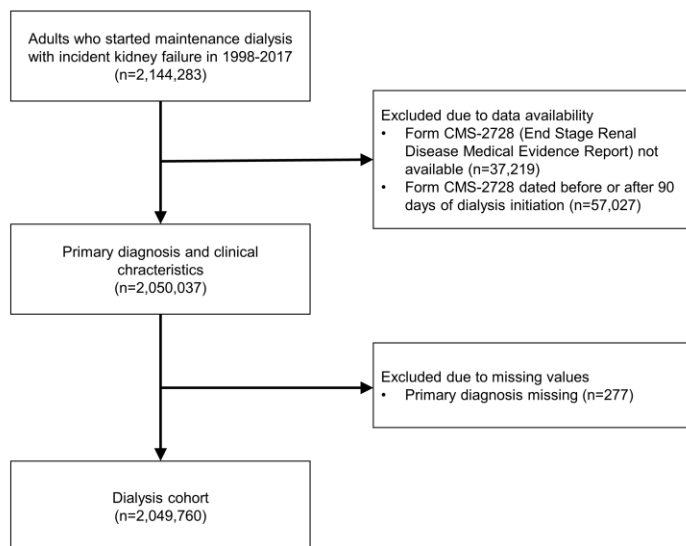 Adults who started maintenance dialysis
with incident kidney failure in 1998-2017
(n=2,144,283)
Excluded due to data availability
• Form CMS-2728 (End Stage Renal
Disease Medical Evidence Report) not
available (n=37,219)
• Form CMS-2728 dated before or after 90
days of dialysis initiation (n=57,027)
Primary diagnosis and clinical
chracteristics
(n=2,050,037)
Excluded due to missing values
• Primary diagnosis missing (n=277)
Dialysis cohort
(n=2,049,760)